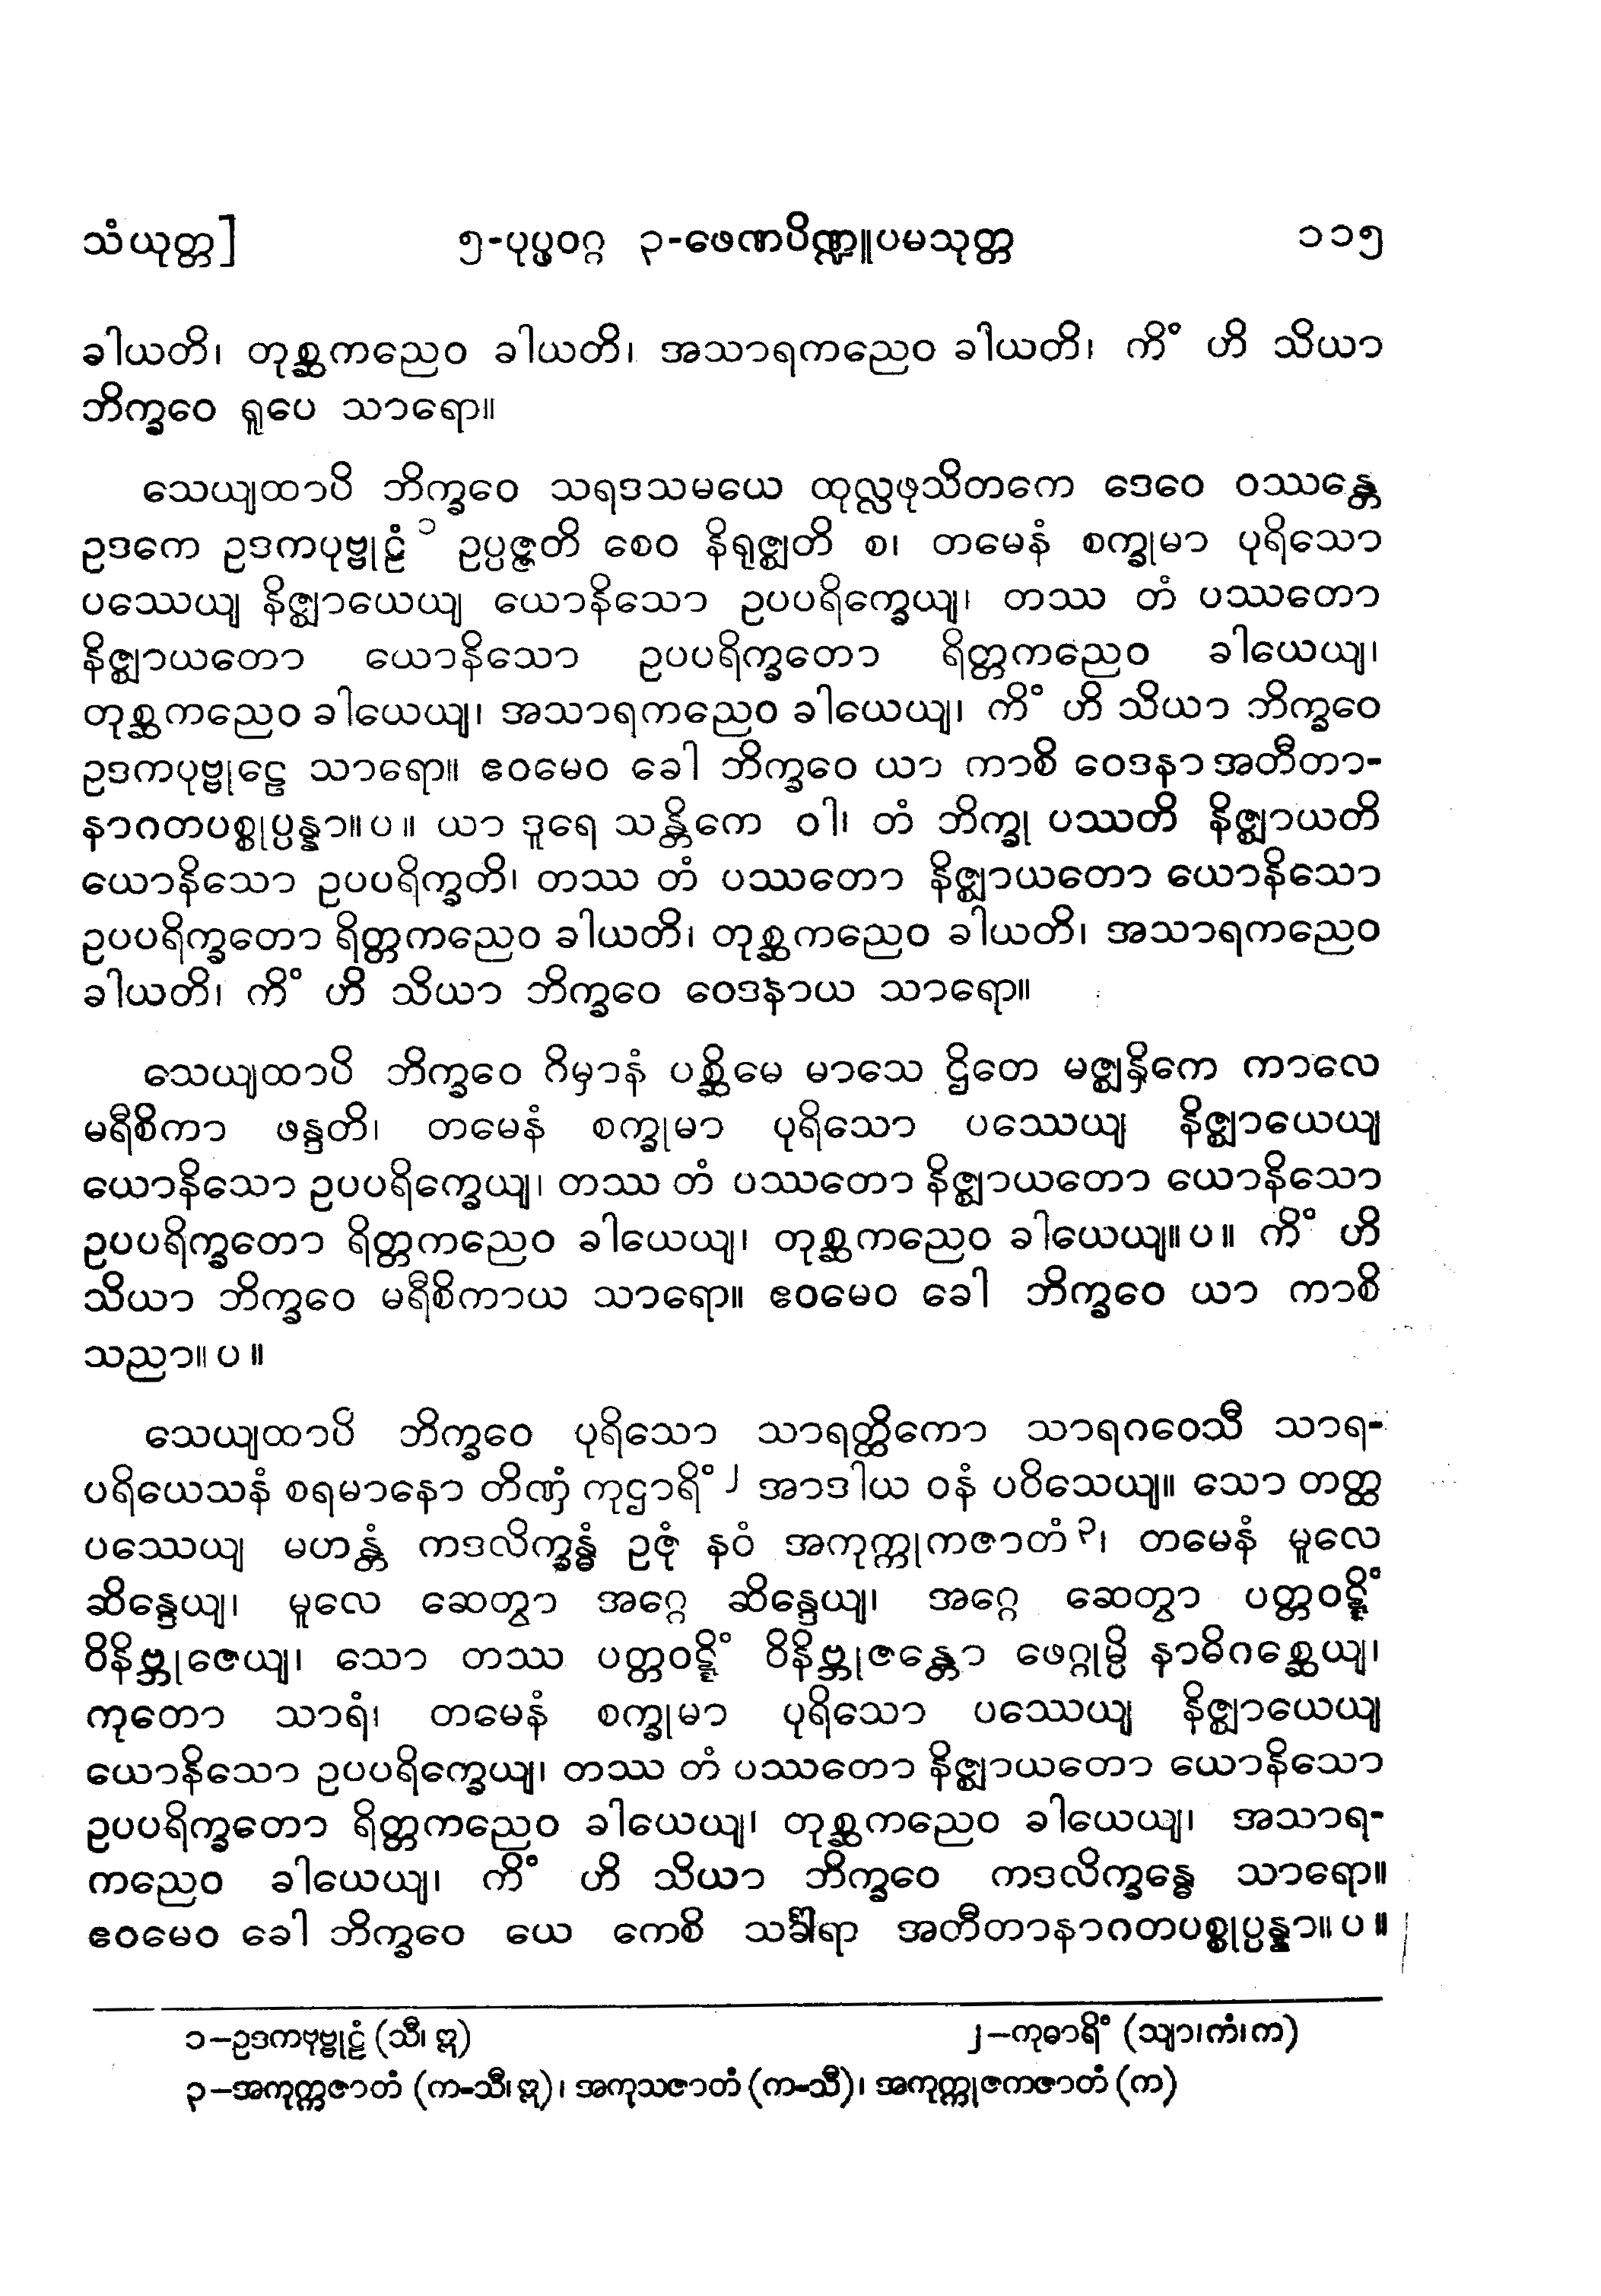 သံယုတ္တ] ၅-ပုပ္ဖဝဂ္ဂ ၃-ဖေဏပိဏ္ဍူပမသုတ္တ ၁၁၅
ခါယတိ၊ တုစ္ဆကညေဝ ခါယတိ၊ အသာရကညေဝ ခါယတိ၊ ကိံ ဟိ သိယာ
ဘိက္ခဝေ ရူပေ သာရော။
သေယျထာပိ ဘိက္ခဝေ သရဒသမယေ ထုလ္လဖုသိတကေ ဒေဝေ ဝဿန္တေ
ဥဒကေ ဥဒကပုဗ္ဗုဠံ ၁ ဥပ္ပဇ္ဇတိ စေဝ နိရုဇ္ဈတိ စ၊ တမေနံ စက္ခုမာ ပုရိသော
ပဿေယျ နိဇ္ဈာယေယျ ယောနိသော ဥပပရိက္ခေယျ၊ တဿ တံ ပဿတော
နိဇ္ဈာယတော ယောနိသော ဥပပရိက္ခတော ရိတ္တကညေဝ ခါယေယျ၊
တုစ္ဆကညေဝ ခါယေယျ၊ အသာရကညေဝ ခါယေယျ၊ ကိံ ဟိ သိယာ ဘိက္ခဝေ
ဥဒကပုဗ္ဗုဠေ သာရော။ ဧဝမေဝ ခေါ ဘိက္ခဝေ ယာ ကာစိ ဝေဒနာ အတီတာ-
နာဂတပစ္စုပ္ပန္နာ။ပ။ ယာ ဒူရေ သန္တိကေ ဝါ၊ တံ ဘိက္ခု ပဿတိ နိဇ္ဈာယတိ
ယောနိသော ဥပပရိက္ခတိ၊ တဿ တံ ပဿတော နိဇ္ဈာယတော ယောနိသော
ဥပပရိက္ခတော ရိတ္တကညေဝ ခါယတိ၊ တုစ္ဆကညေဝ ခါယတိ၊ အသာရကညေဝ
ခါယတိ၊ ကိံ ဟိ သိယာ ဘိက္ခဝေ ဝေဒနာယ သာရော။
သေယျထာပိ ဘိက္ခဝေ ဂိမှာနံ ပစ္ဆိမေ မာသေ ဌိတေ မဇ္ဈနှိကေ ကာလေ
မရီစိကာ ဖန္ဒတိ၊ တမေနံ စက္ခုမာ ပုရိသော ပဿေယျ နိဇ္ဈာယေယျ
ယောနိသော ဥပပရိက္ခေယျ၊ တဿ တံ ပဿတော နိဇ္ဈာယတော ယောနိသော
ဥပပရိက္ခတော ရိတ္တကညေဝ ခါယေယျ၊ တုစ္ဆကညေဝ ခါယေယျ။ပ။ ကိံ ဟိ
သိယာ ဘိက္ခဝေ မရီစိကာယ သာရော။ ဧဝမေဝ ခေါ ဘိက္ခဝေ ယာ ကာစိ
သညာ။ပ။
သေယျထာပိ ဘိက္ခဝေ ပုရိသော သာရတ္ထိကော သာရဂဝေသီ သာရ-
ပရိယေသနံ စရမာနော တိဏှံ ကုဌာရိံ ၂ အာဒါယ ဝနံ ပဝိသေယျ။ သော တတ္ထ
ပဿေယျ မဟန္တံ ကဒလိက္ခန္ဓံ ဥဇုံ နဝံ အကုက္ကုကဇာတံ ၃၊ တမေနံ မူလေ
ဆိန္ဒေယျ၊ မူလေ ဆေတွာ အဂ္ဂေ ဆိန္ဒေယျ၊ အဂ္ဂေ ဆေတွာ ပတ္တဝဋ္ဋိံ
ဝိနိဗ္ဘုဇေယျ၊ သော တဿ ပတ္တဝဋ္ဋိံ ဝိနိဗ္ဘုဇန္တော ဖေဂ္ဂုမ္ပိ နာဓိဂစ္ဆေယျ၊
ကုတော သာရံ၊ တမေနံ စက္ခုမာ ပုရိသော ပဿေယျ နိဇ္ဈာယေယျ
ယောနိသော ဥပပရိက္ခေယျ၊ တဿ တံ ပဿတော နိဇ္ဈာယတော ယောနိသော
ဥပပရိက္ခတော ရိတ္တကညေဝ ခါယေယျ၊ တုစ္ဆကညေဝ ခါယေယျ၊ အသာရ-
ကညေဝ ခါယေယျ၊ ကိံ ဟိ သိယာ ဘိက္ခဝေ ကဒလိက္ခန္ဓေ သာရော။
ဧဝမေဝ ခေါ ဘိက္ခဝေ ယေ ကေစိ သင်္ခါရာ အတီတာနာဂတပစ္စုပ္ပန္နာ။ပ။
၁-ဥဒကဗုဗ္ဗုဠံ (သီ၊ ဣ) ၂-ကုဓာရိံ (သျာ၊ကံ၊က)
၃-အကုက္ကဇာတံ (က-သီ၊ဣ)၊ အကုသဇာတံ (က-သီ)၊ အကုက္ကုဇကဇာတံ (က)